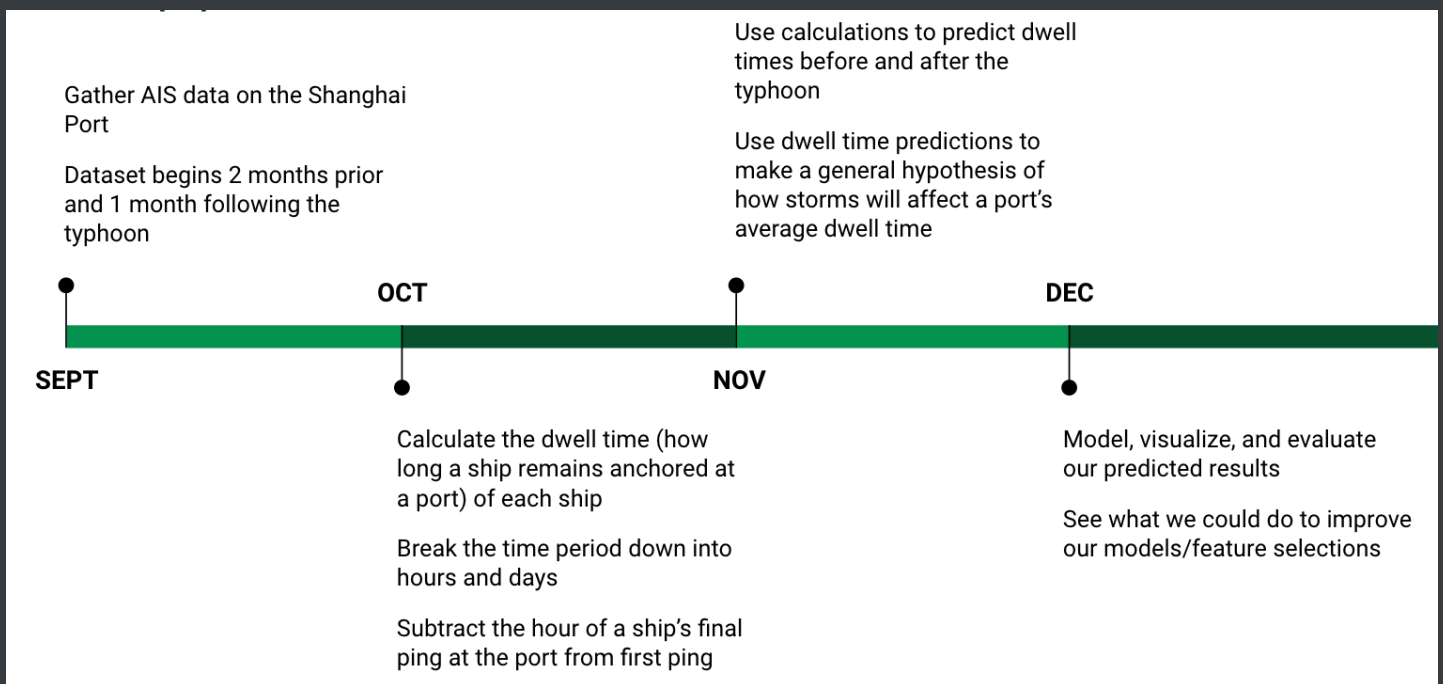 Gather AIS data on the Shanghai
Port
Dataset begins 2 months prior
and 1 month following the
typhoon
Use calculations to predict dwell
times before and after the
typhoon
Use dwell time predictions to
make a general hypothesis of
how storms will affect a port's
average dwell time
OCT
DEC
SEPT
NOV
Calculate the dwell time (how
long a ship remains anchored at
a port) of each ship
Break the time period down into
hours and days
Subtract the hour of a ship's final
ping at the port from first ping
Model, visualize, and evaluate
our predicted results
See what we could do to improve
our models/feature selections